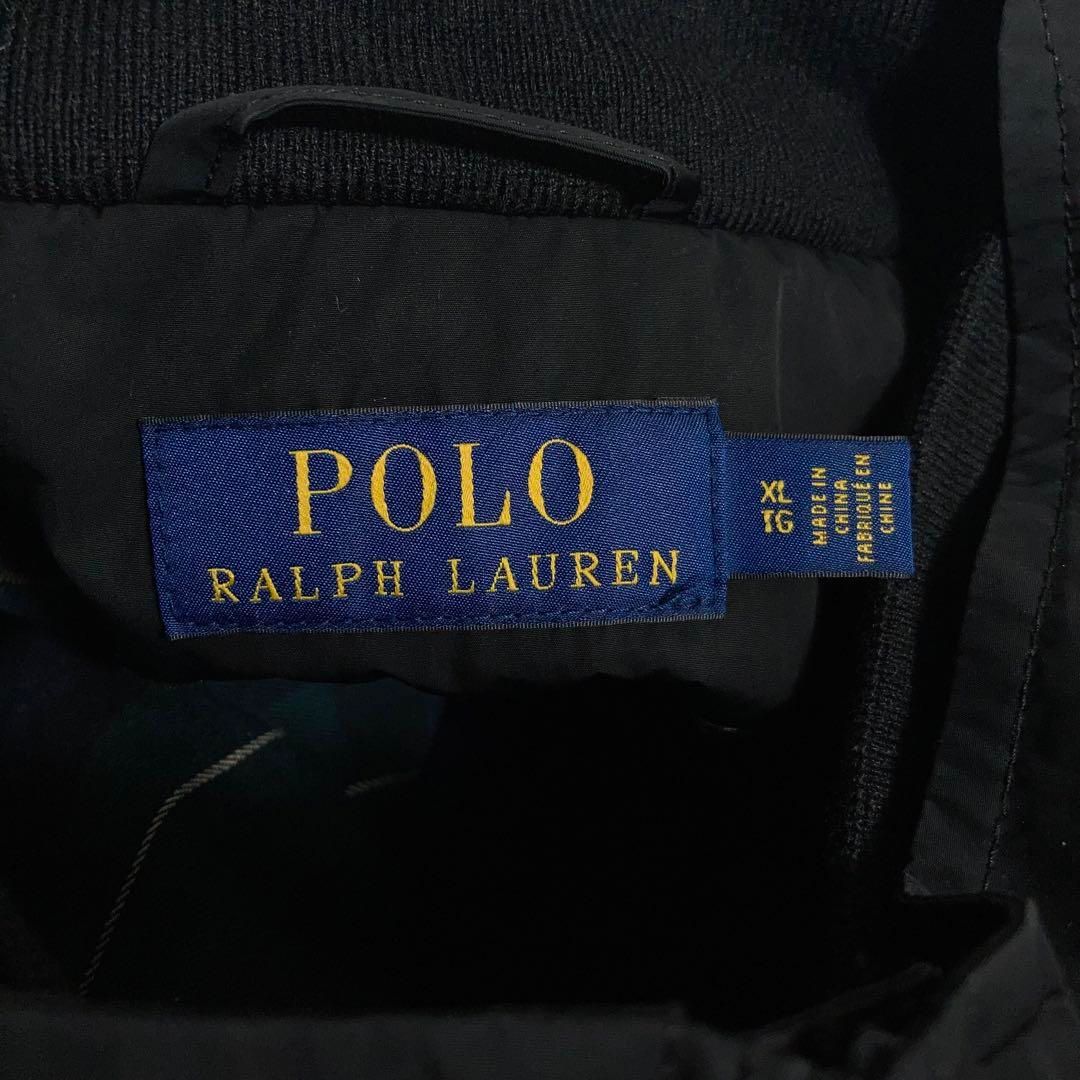 POLO
RALPH LAUREN
XL
TG
MADE IN
CHINA
FABRIQUÉ EN
CHINE